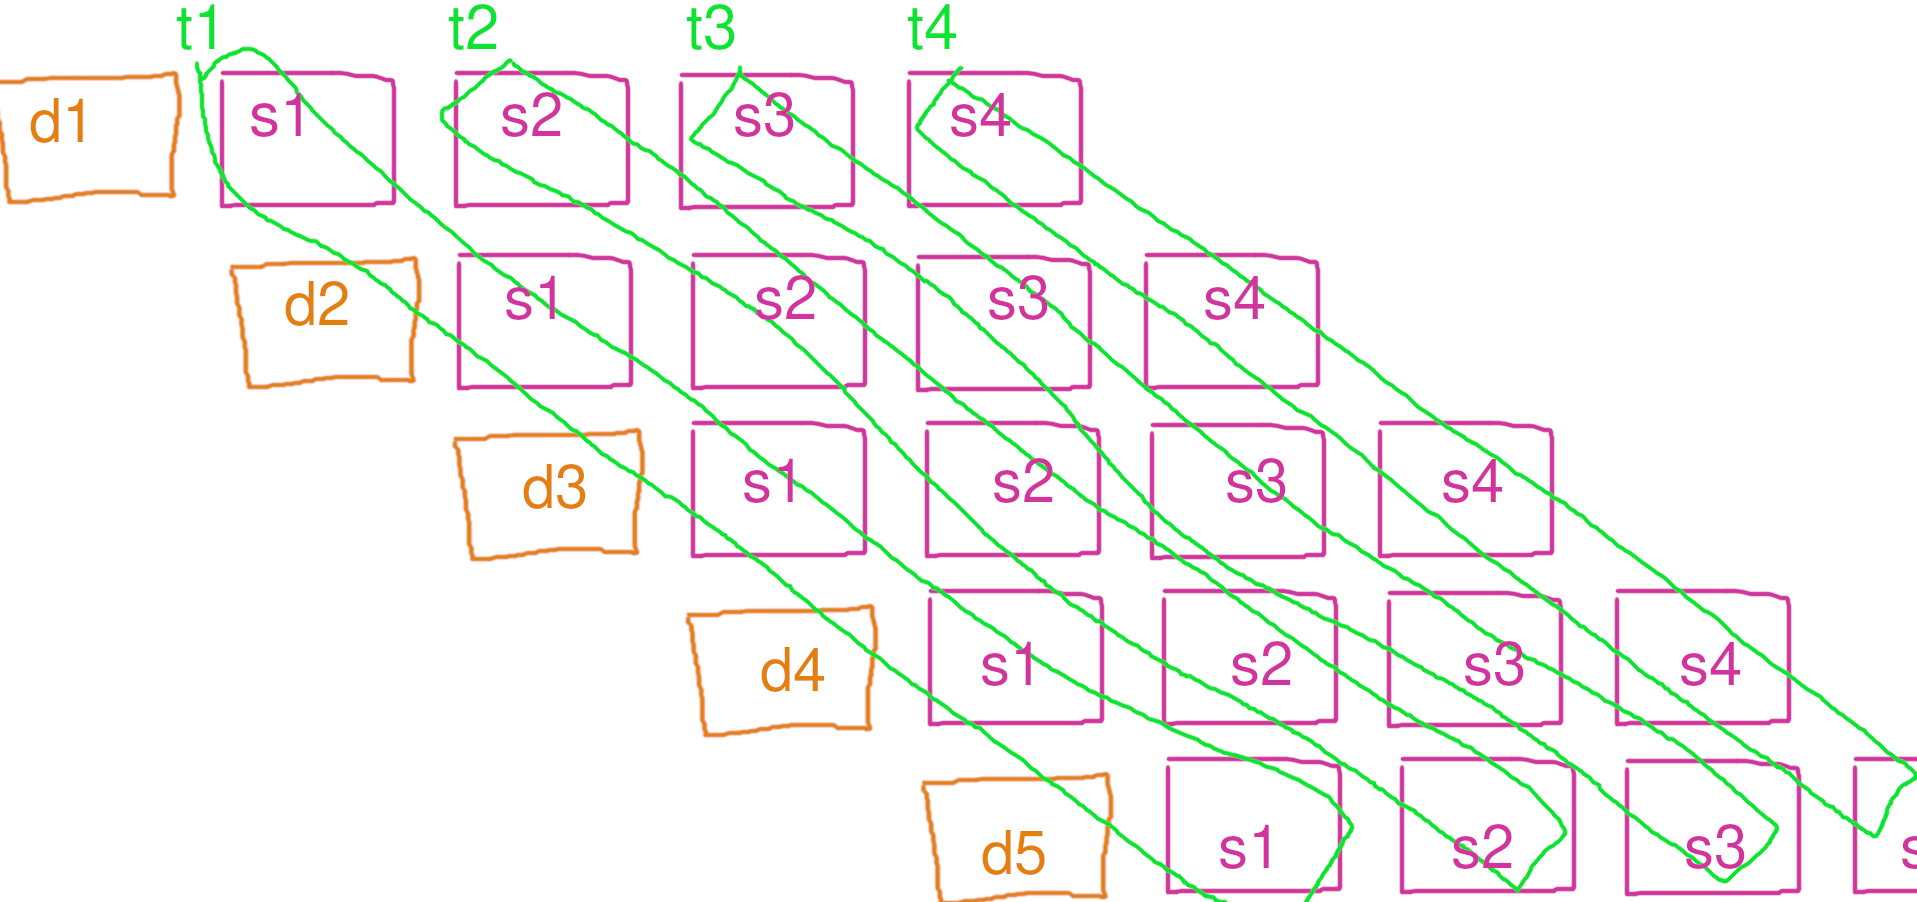 t1 t2 t3 t4
d1 s1 s2 s3 s4
d2 s1 s2 s3 s4
d3 s1 s2 s3 s4
d4 s1 s2 s3 s4
d5 s1 s2 s3 s